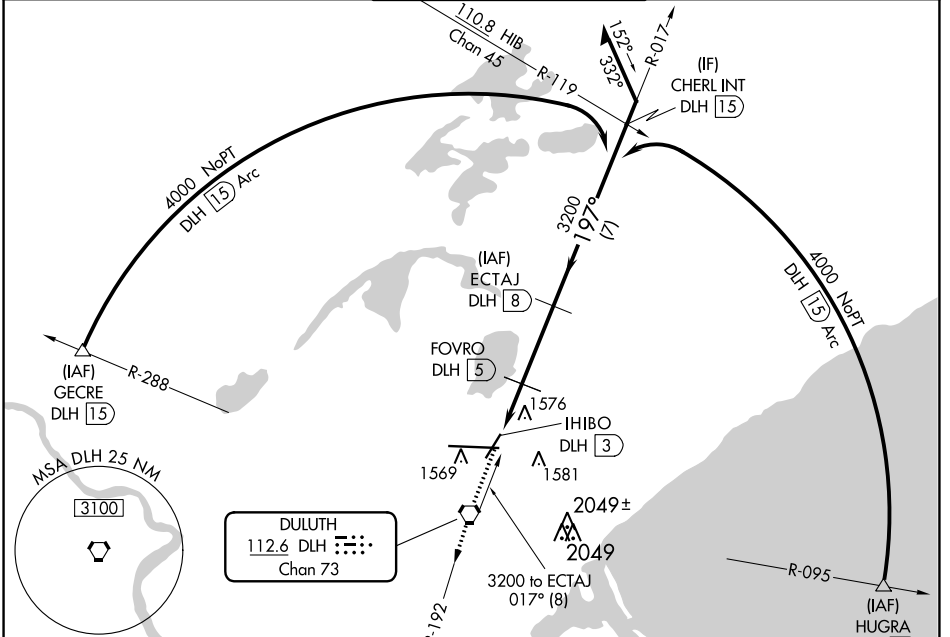 110.8 HIB
Chan 45
R-119
152°
332°
R-017
(IF)
CHERL INT
DLH 15
4000 NoPT
DLH 15 Arc
3200
197°
(7)
(IAF)
ECTAJ
DLH 8
4000 NoPT
DLH 15 Arc
FOVRO
DLH 5
(IAF)
GECRE
DLH 15
R-288
1576
IHIBO
DLH 3
1569
1581
MSA DLH 25 NM
3100
DULUTH
112.6 DLH
Chan 73
2049±
2049
3200 to ECTAJ
017° (8)
R-095
(IAF)
HUGRA
-192